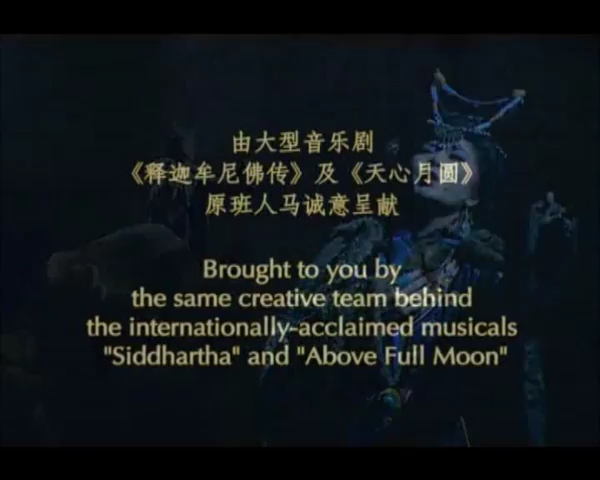 由大型音乐剧
《释迦牟尼佛传》及《天心月圆》
原班人马诚意呈献
Brought to you by
the same creative team behind
the internationally-acclaimed musicals
"Siddhartha" and "Above Full Moon"